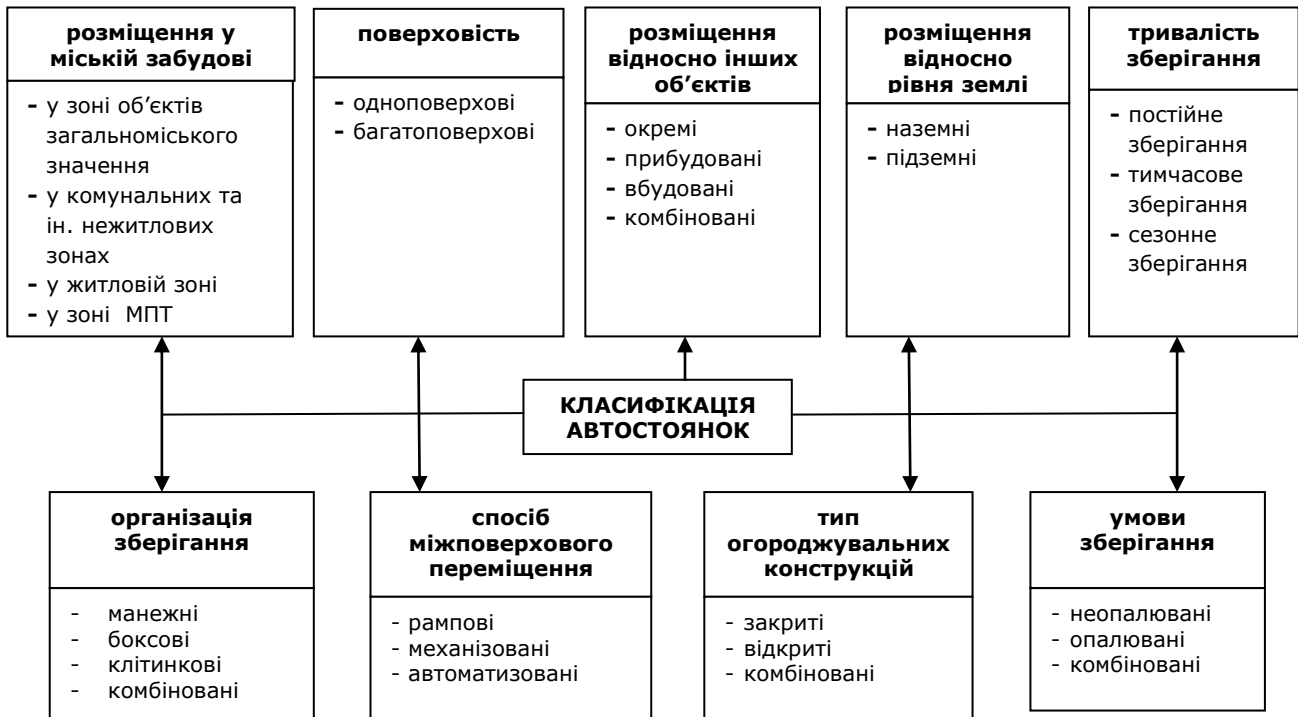 розміщення у
міській забудові
- у зоні об’єктів
загальноміського
значення
- у комунальних та
ін. нежитлових
зонах
- у житловій зоні
- у зоні МПТ
поверховість
- одноповерхові
- багатоповерхові
розміщення
відносно інших
об’єктів
- окремі
- прибудовані
- вбудовані
- комбіновані
розміщення
відносно
рівня землі
- наземні
- підземні
тривалість
зберігання
- постійне
зберігання
- тимчасове
зберігання
- сезонне
зберігання
КЛАСИФІКАЦІЯ
АВТОСТОЯНОК
організація
зберігання
- манежні
- боксові
- клітинкові
- комбіновані
спосіб
міжповерхового
переміщення
- рампові
- механізовані
- автоматизовані
тип
огороджувальних
конструкцій
- закриті
- відкриті
- комбіновані
умови
зберігання
- неопалювані
- опалювані
- комбіновані